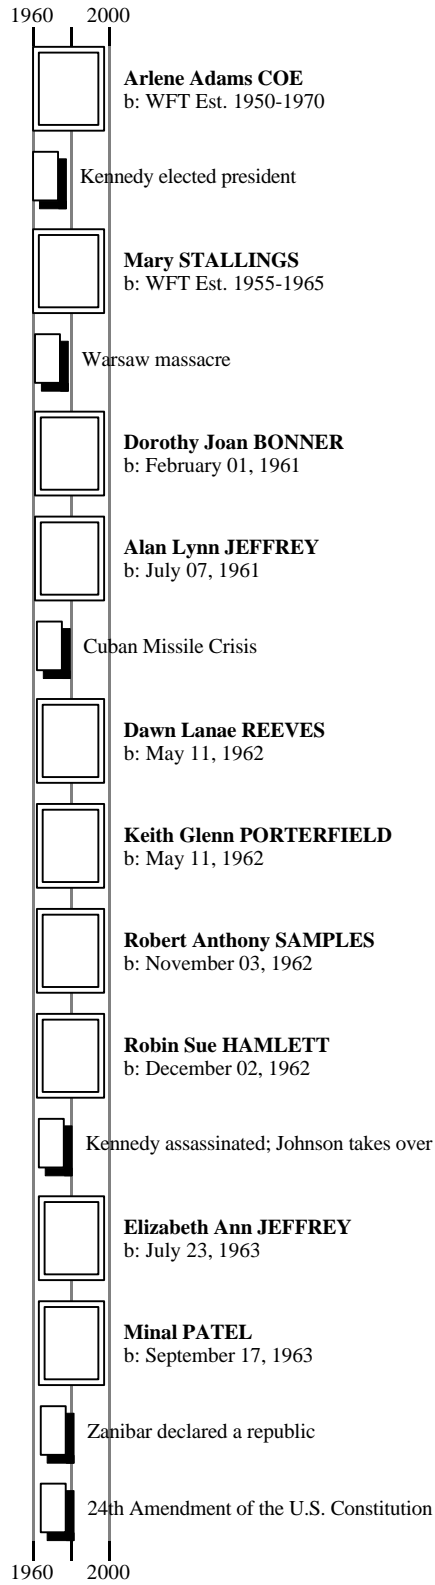 1960 2000
Arlene Adams COE
b: WFT Est. 1950-1970
Kennedy elected president
Mary STALLINGS
b: WFT Est. 1955-1965
Warsaw massacre
Dorothy Joan BONNER
b: February 01, 1961
Alan Lynn JEFFREY
b: July 07, 1961
Cuban Missile Crisis
Dawn Lanae REEVES
b: May 11, 1962
Keith Glenn PORTERFIELD
b: May 11, 1962
Robert Anthony SAMPLES
b: November 03, 1962
Robin Sue HAMLETT
b: December 02, 1962
Kennedy assassinated; Johnson takes over
Elizabeth Ann JEFFREY
b: July 23, 1963
Minal PATEL
b: September 17, 1963
Zanibar declared a republic
24th Amendment of the U.S. Constitution
1960 2000